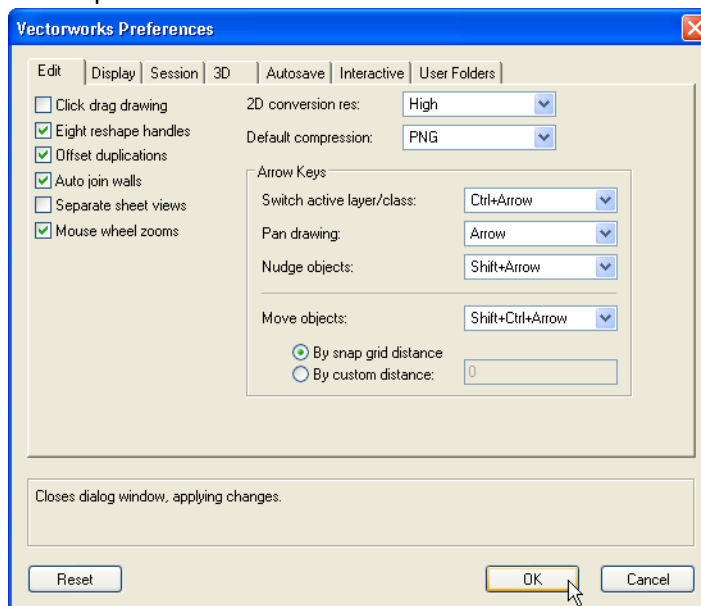 Vectorworks Preferences
Edit Display Session 3D Autosave Interactive User Folders
Click drag drawing
Eight reshape handles
Offset duplications
Auto join walls
Separate sheet views
Mouse wheel zooms
2D conversion res: High
Default compression: PNG
Arrow Keys
Switch active layer/class: Ctrl+Arrow
Pan drawing: Arrow
Nudge objects: Shift+Arrow
Move objects: Shift+Ctrl+Arrow
By snap grid distance
By custom distance: 0
Closes dialog window, applying changes.
Reset OK Cancel